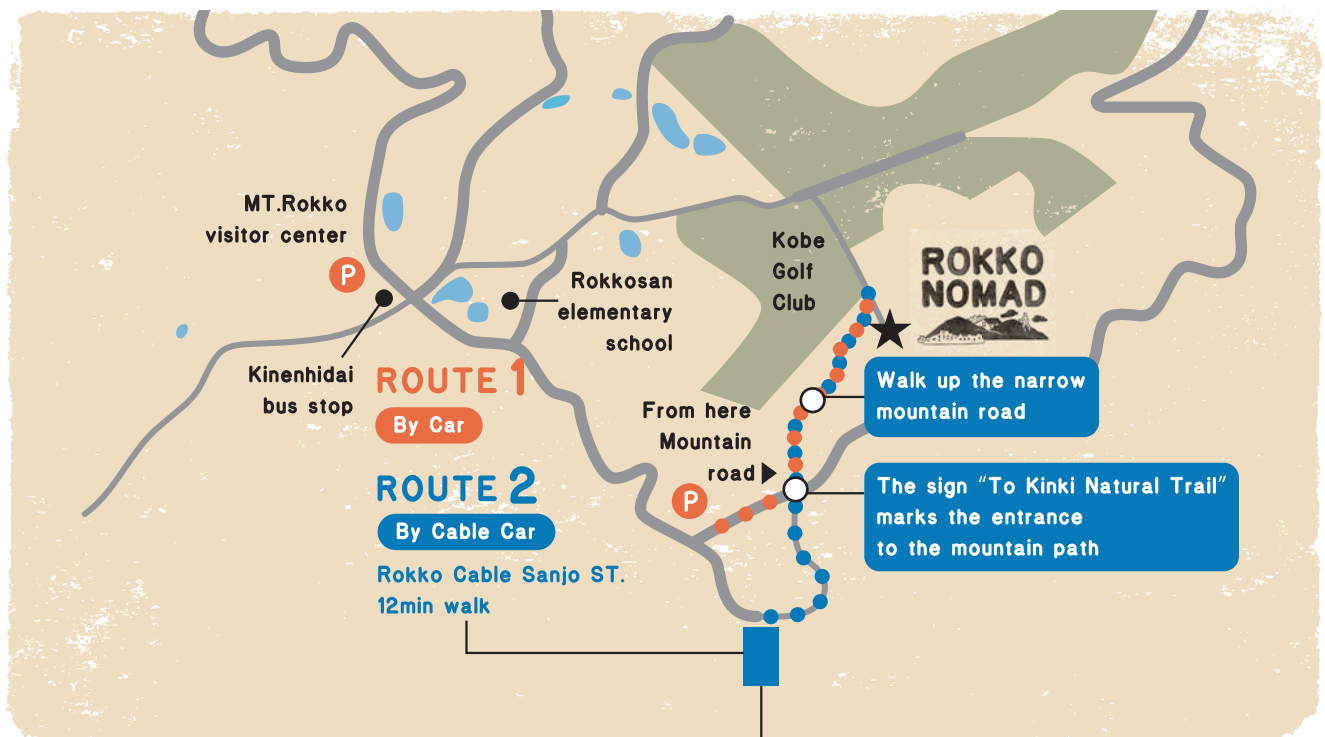 MT.Rokko
visitor center
P
Kinenhidai
bus stop
Rokkosan
elementary
school
Kobe
Golf
Club
ROKKO
NOMAD
ROUTE 1
By Car
ROUTE 2
By Cable Car
Rokko Cable Sanjo ST.
12min walk
From here
Mountain
road
P
Walk up the narrow
mountain road
The sign “To Kinki Natural Trail”
marks the entrance
to the mountain path